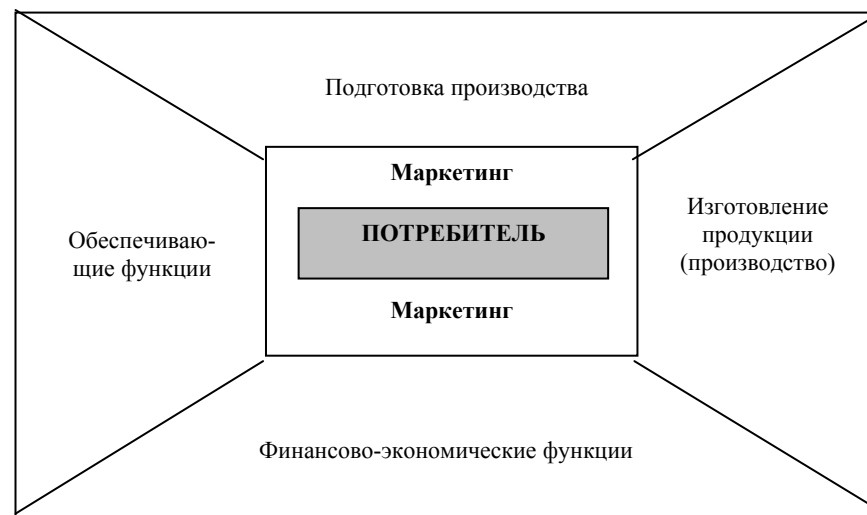 Подготовка производства
Маркетинг
Обеспечиваю-
щие функции
ПОТРЕБИТЕЛЬ
Изготовление
продукции
(производство)
Маркетинг
Финансово-экономические функции